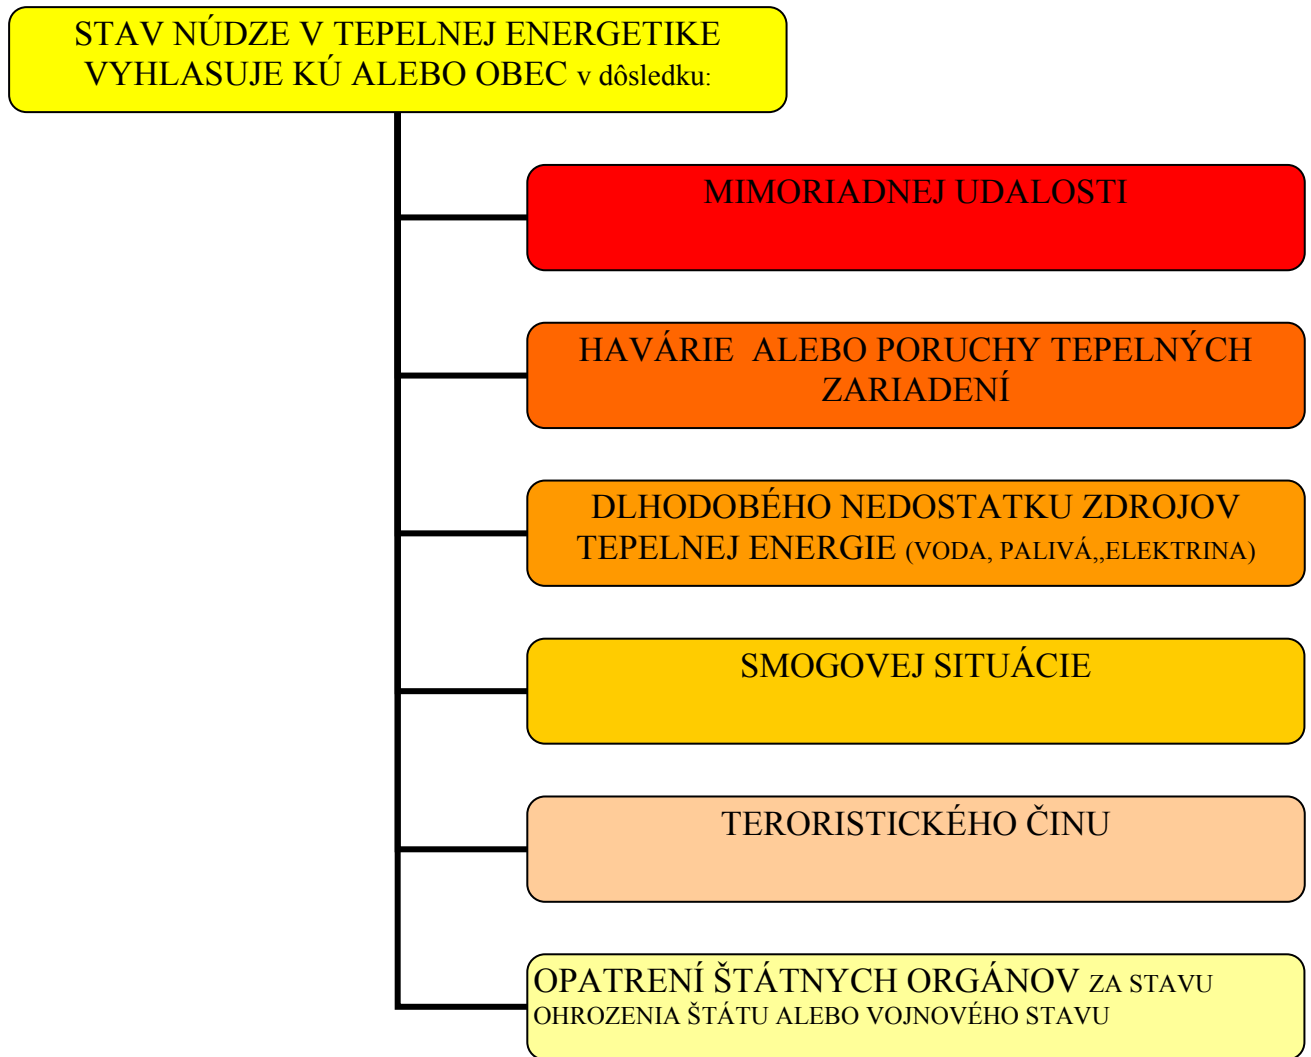 STAV NÚDZE V TEPELNEJ ENERGETIKE
VYHLASUJE KÚ ALEBO OBEC v dôsledku:
MIMORIADNEJ UDALOSTI
HAVÁRIE ALEBO PORUCHY TEPELNÝCH
ZARIADENÍ
DLHODOBÉHO NEDOSTATKU ZDROJOV
TEPELNEJ ENERGIE (VODA, PALIVÁ,,ELEKTRINA)
SMOGOVEJ SITUÁCIE
TERORISTICKÉHO ČINU
OPATRENÍ ŠTÁTNYCH ORGÁNOV ZA STAVU
OHROZENIA ŠTÁTU ALEBO VOJNOVÉHO STAVU